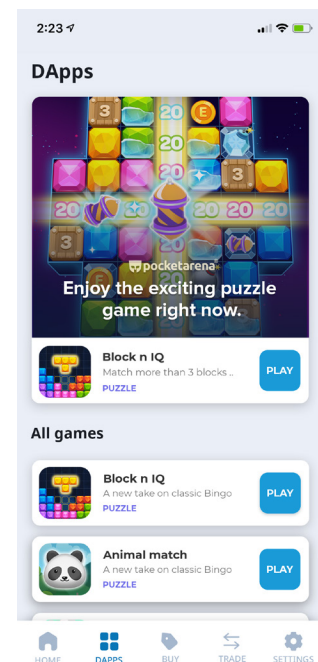 2:23
DApps
3
20
E
20
3
20
20
20
20
3
pocketarena
Enjoy the exciting puzzle
game right now.
Block n IQ
Match more than 3 blocks ..
PUZZLE
PLAY
All games
Block n IQ
A new take on classic Bingo
PUZZLE
PLAY
Animal match
A new take on classic Bingo
PUZZLE
PLAY
HOME
DAPPS
BUY
TRADE
SETTINGS